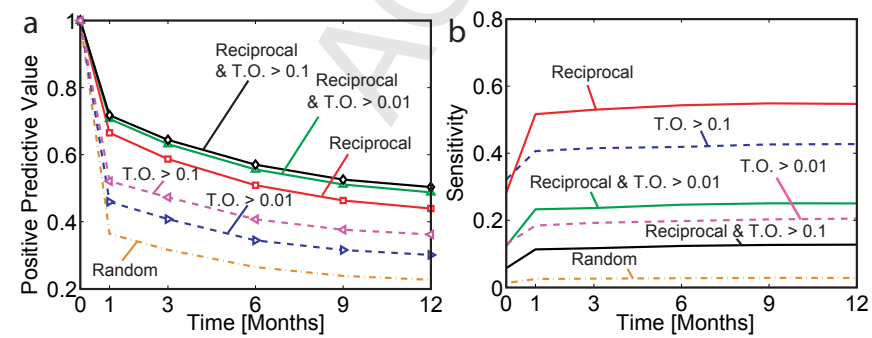 a
1
0.8
0.6
0.4
0.2
Positive Predictive Value
Reciprocal
& T.O. > 0.1
Reciprocal
& T.O. > 0.01
Reciprocal
T.O. > 0.1
T.O. > 0.01
Random
0 1 3 6 9 12
Time [Months]
b
0.8
0.6
0.4
0.2
0
Sensitivity
Reciprocal
T.O. > 0.1
T.O. > 0.01
Reciprocal & T.O. > 0.01
Reciprocal & T.O. > 0.1
Random
0 1 3 6 9 12
Time [Months]
AC